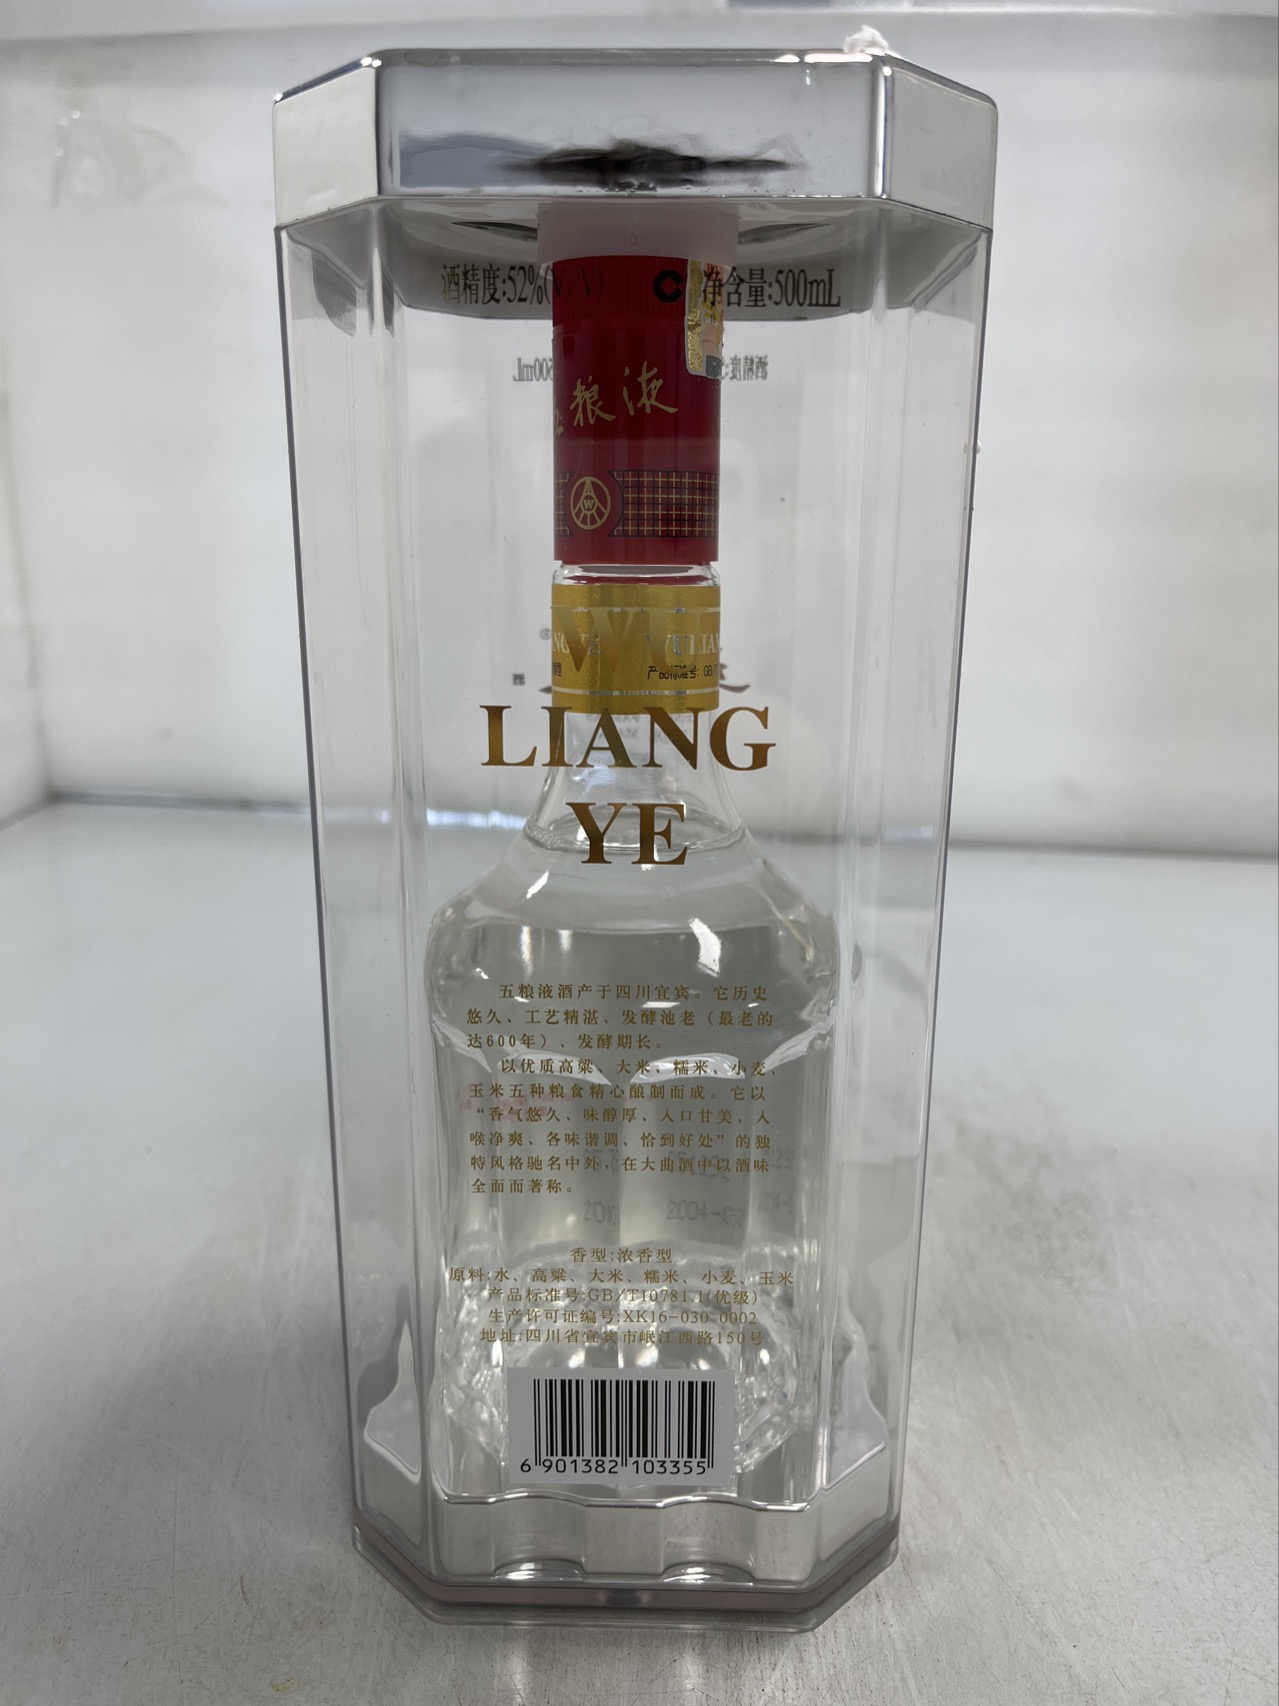 酒精度:52%(V/V) C 净含量:500mL
粮液
W
WU
产品标准号: GB/
LIANG
YE
五粮液酒产于四川宜宾。它历史
悠久、工艺精湛、发酵池老（最老的
达600年）、发酵期长。
以优质高粱、大米、糯米、小麦、
玉米五种粮食精心酿制而成。它以
“香气悠久、味醇厚、入口甘美、入
喉净爽、各味谐调、恰到好处”的独
特风格驰名中外，在大曲酒中以酒味
全面而著称。
香型:浓香型
原料:水、高粱、大米、糯米、小麦、玉米
产品标准号:GB/T10781.1(优级)
生产许可证编号:XK16-030 0002
地址:四川省宜宾市岷江西路150号
6 901382 103355